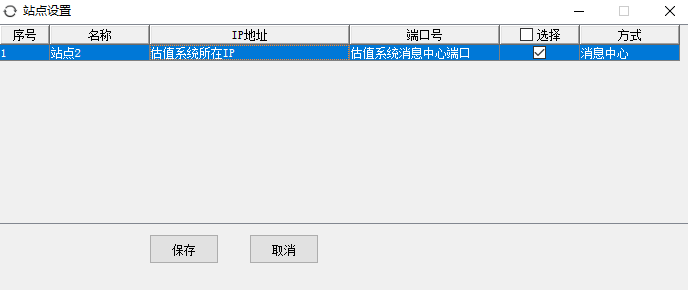 站点设置
序号 名称 IP地址 端口号 选择 方式
1 站点2 估值系统所在IP 估值系统消息中心端口 消息中心
保存 取消